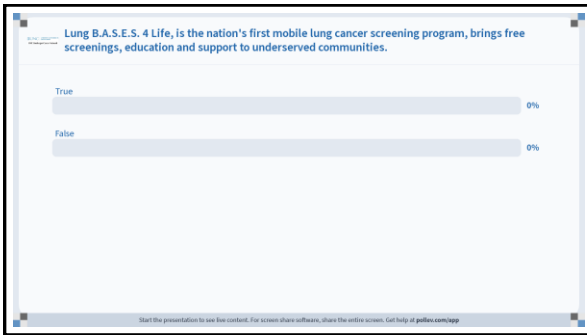 Lung B.A.S.E.S. 4 Life, is the nation's first mobile lung cancer screening program, brings free
screenings, education and support to underserved communities.
True
0%
False
0%
Start the presentation to see live content. For screen share software, share the entire screen. Get help at pollev.com/app